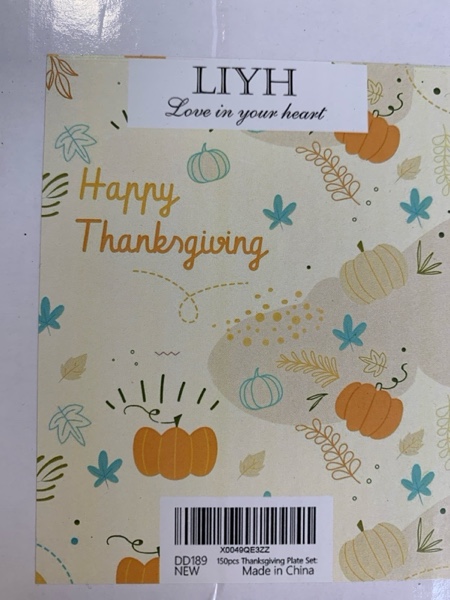 LIYH
Love in your heart
Happy
Thanksgiving
X0049QE3ZZ
DD189 150pcs Thanksgiving Plate Set:
NEW Made in China